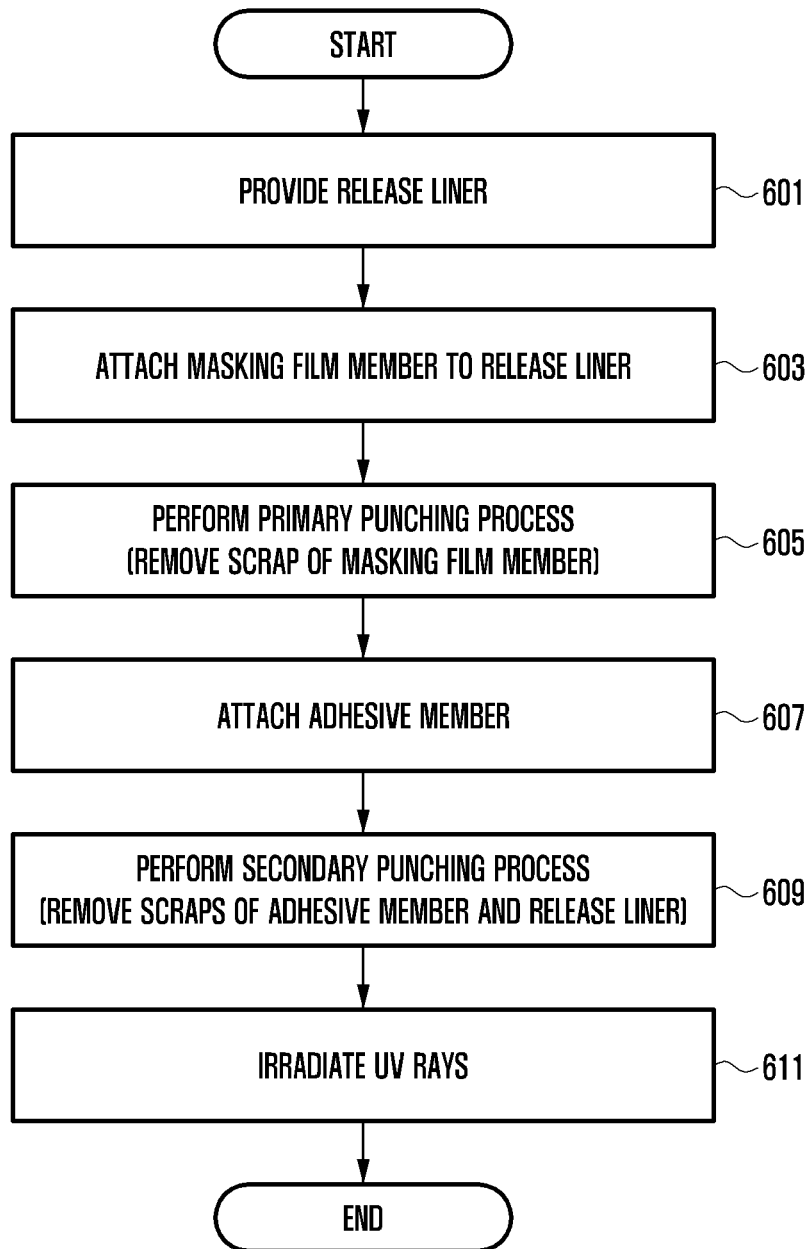 START
PROVIDE RELEASE LINER
601
ATTACH MASKING FILM MEMBER TO RELEASE LINER
603
PERFORM PRIMARY PUNCHING PROCESS
(REMOVE SCRAP OF MASKING FILM MEMBER)
605
ATTACH ADHESIVE MEMBER
607
PERFORM SECONDARY PUNCHING PROCESS
(REMOVE SCRAPS OF ADHESIVE MEMBER AND RELEASE LINER)
609
IRRADIATE UV RAYS
611
END